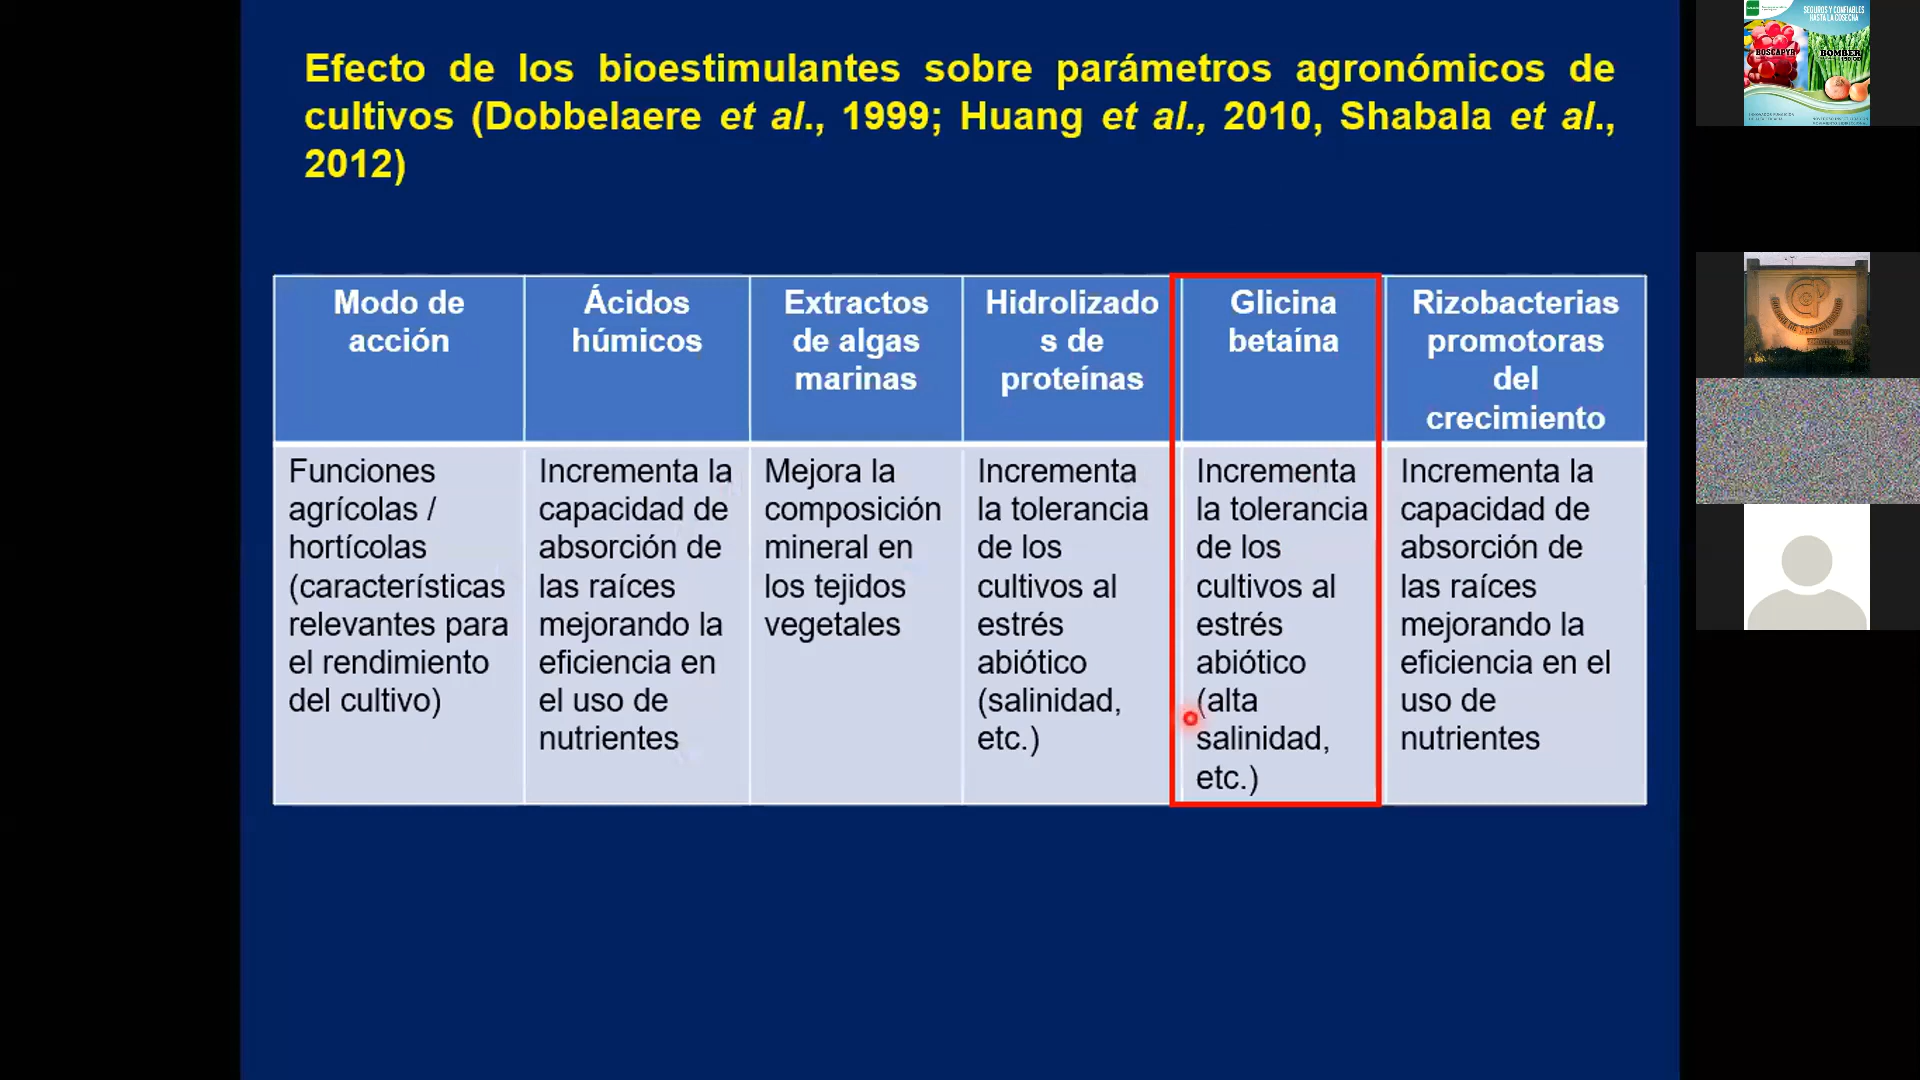 Efecto de los bioestimulantes sobre parámetros agronómicos de
cultivos (Dobbelaere et al., 1999; Huang et al., 2010, Shabala et al.,
2012)
Modo de
acción
Ácidos
húmicos
Extractos
de algas
marinas
Hidrolizado
s de
proteínas
Glicina
betaína
Rizobacterias
promotoras
del
crecimiento
Funciones
agrícolas /
hortícolas
(características
relevantes para
el rendimiento
del cultivo)
Incrementa la
capacidad de
absorción de
las raíces
mejorando la
eficiencia en
el uso de
nutrientes
Mejora la
composición
mineral en
los tejidos
vegetales
Incrementa
la tolerancia
de los
cultivos al
estrés
abiótico
(salinidad,
etc.)
Incrementa
la tolerancia
de los
cultivos al
estrés
abiótico
(alta
salinidad,
etc.)
Incrementa la
capacidad de
absorción de
las raíces
mejorando la
eficiencia en el
uso de
nutrientes
SEGUROS Y CONFIABLES
HASTA LA COSECHA
BOSCAPYR
BOMBER